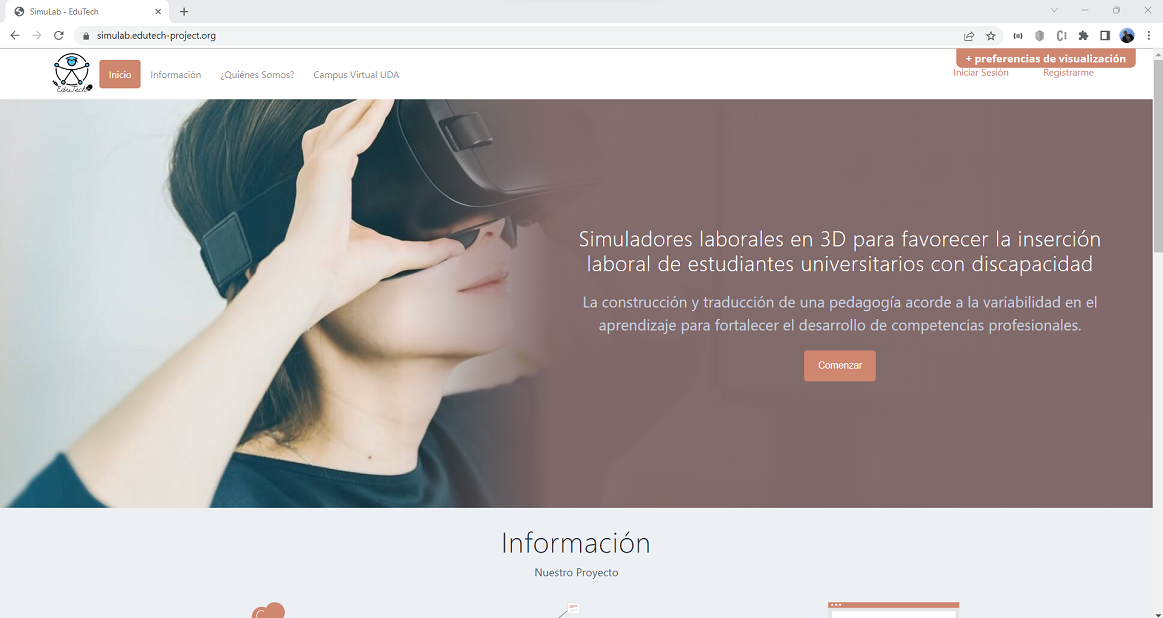 SimuLab - EduTech
simulab.edutech-project.org
EduTech
Inicio
Información
¿Quiénes Somos?
Campus Virtual UDA
+ preferencias de visualización
Iniciar Sesión
Registrarme
Simuladores laborales en 3D para favorecer la inserción
laboral de estudiantes universitarios con discapacidad
La construcción y traducción de una pedagogía acorde a la variabilidad en el
aprendizaje para fortalecer el desarrollo de competencias profesionales.
Comenzar
Información
Nuestro Proyecto